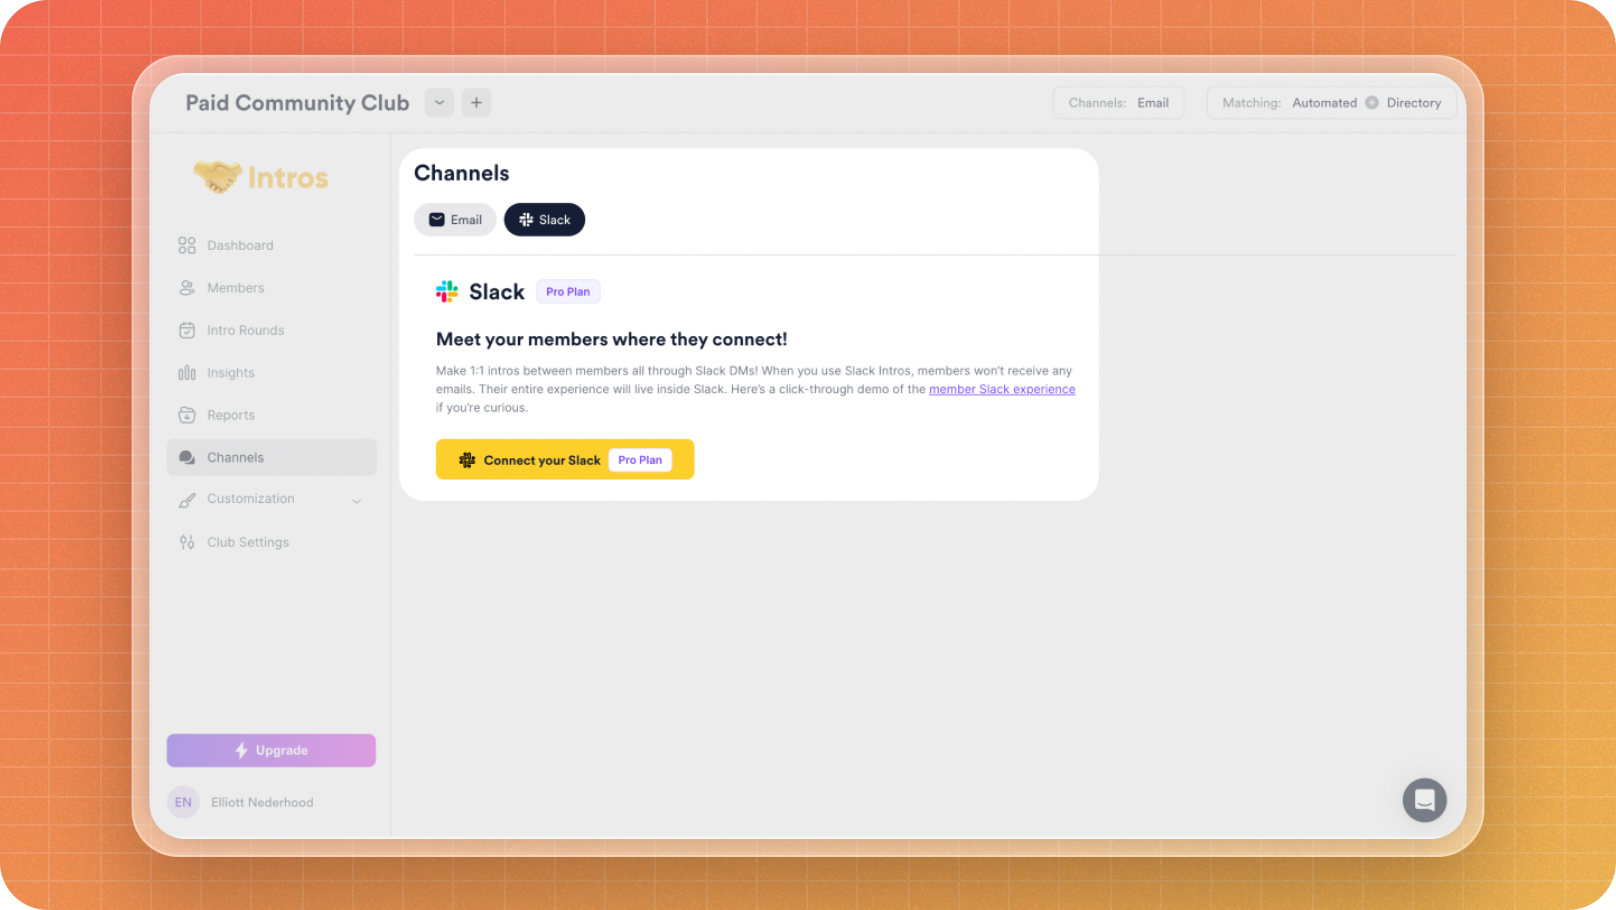 Paid Community Club
Channels: Email
Matching: Automated Directory
Intros
Dashboard
Members
Intro Rounds
Insights
Reports
Channels
Customization
Club Settings
Upgrade
EN Elliott Nederhood
Channels
Email
Slack
Slack Pro Plan
Meet your members where they connect!
Make 1:1 intros between members all through Slack DMs! When you use Slack Intros, members won’t receive any
emails. Their entire experience will live inside Slack. Here’s a click-through demo of the member Slack experience
if you’re curious.
Connect your Slack Pro Plan